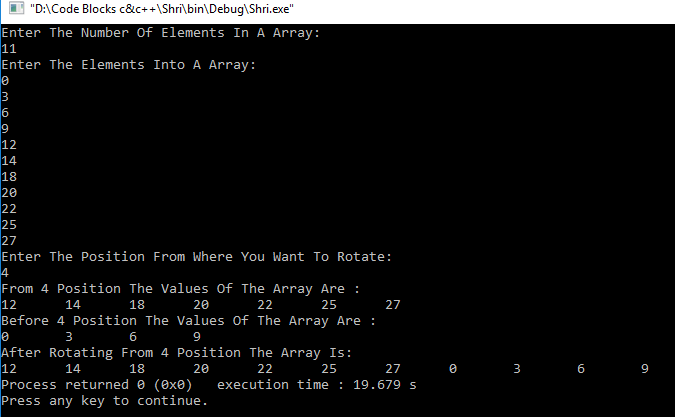 "D:\Code Blocks c&c++\Shri\bin\Debug\Shri.exe"
Enter The Number Of Elements In A Array:
11
Enter The Elements Into A Array:
0
3
6
9
12
14
18
20
22
25
27
Enter The Position From Where You Want To Rotate:
4
From 4 Position The Values Of The Array Are :
12      14      18      20      22      25      27
Before 4 Position The Values Of The Array Are :
0       3       6       9
After Rotating From 4 Position The Array Is:
12      14      18      20      22      25      27      0       3       6       9
Process returned 0 (0x0)   execution time : 19.679 s
Press any key to continue.